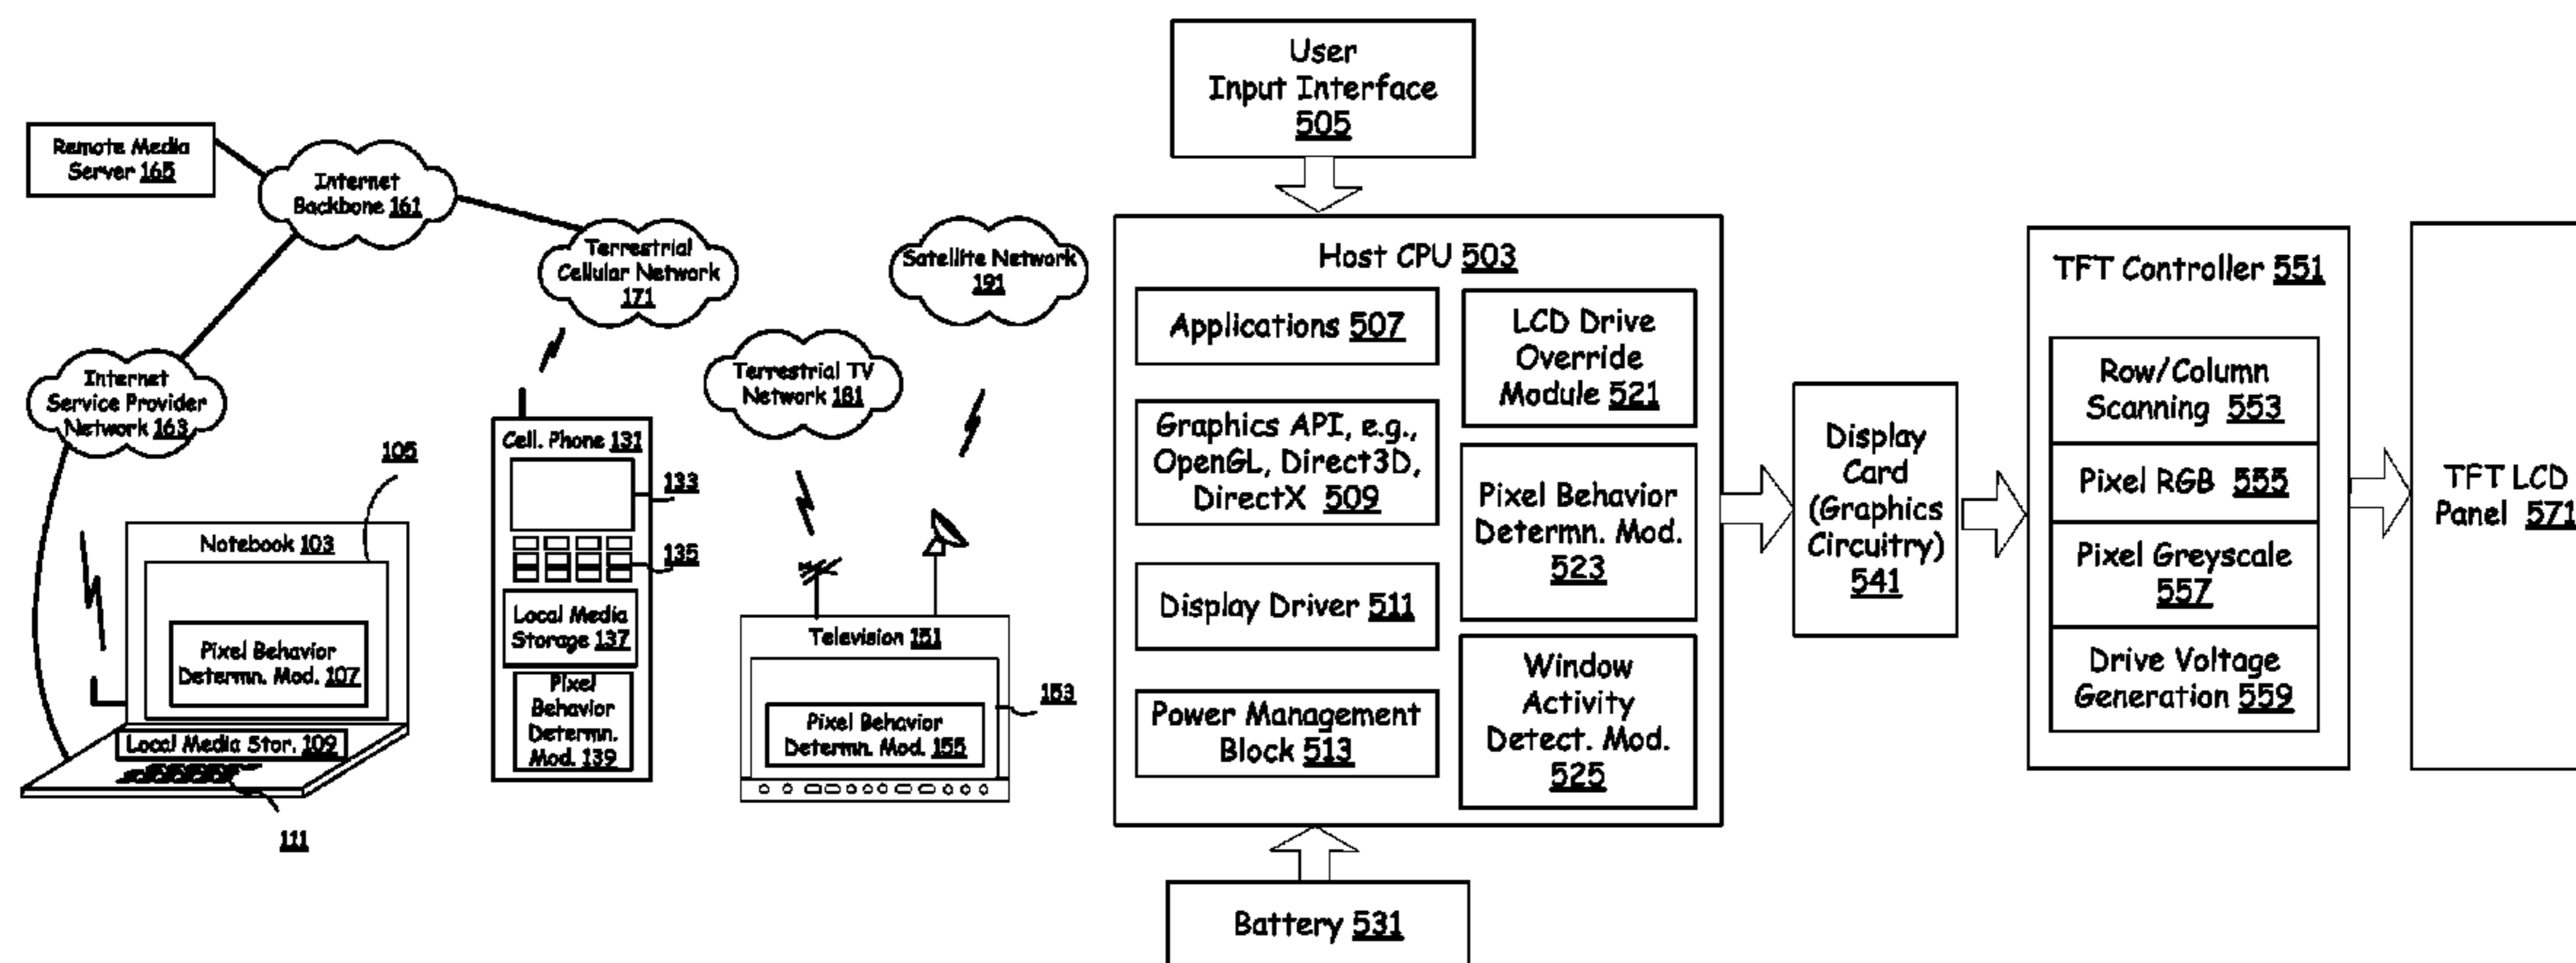 Remote Media
Server 165
Internet
Backbone 161
Terrestrial
Cellular Network
171
Satellite Network
191
Terrestrial TV
Network 181
Internet
Service Provider
Network 163
105
Notebook 103
Pixel Behavior
Determn. Mod. 107
Local Media Stor. 109
111
Cell. Phone 131
133
135
Local Media
Storage 137
Pixel
Behavior
Determn.
Mod. 139
Television 151
153
Pixel Behavior
Determn. Mod. 155
User
Input Interface
505
Host CPU 503
Applications 507
Graphics API, e.g.,
OpenGL, Direct3D,
DirectX 509
Display Driver 511
Power Management
Block 513
LCD Drive
Override
Module 521
Pixel Behavior
Determn. Mod.
523
Window
Activity
Detect. Mod.
525
Battery 531
Display
Card
(Graphics
Circuitry)
541
TFT Controller 551
Row/Column
Scanning 553
Pixel RGB 555
Pixel Greyscale
557
Drive Voltage
Generation 559
TFT LCD
Panel 571